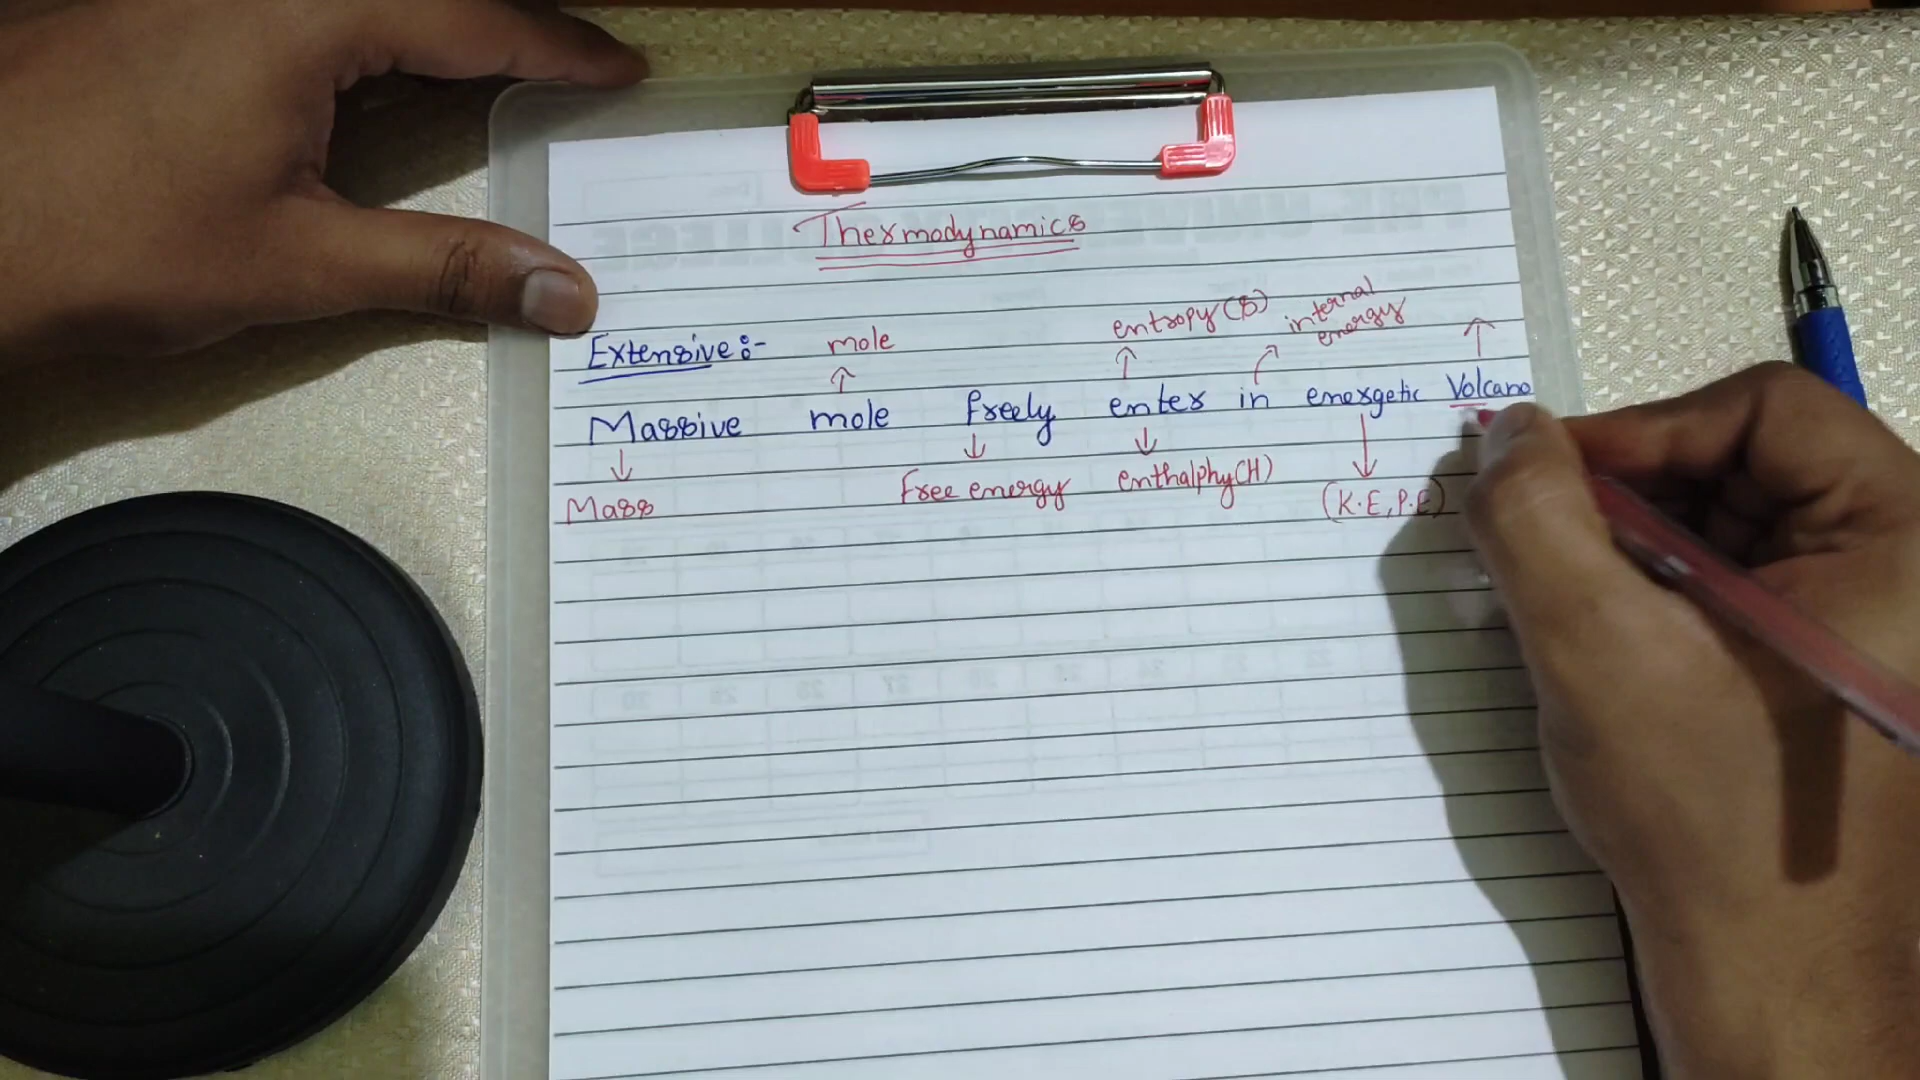 Thermodynamics
Extensive:- mole entropy(S) internal energy
Massive mole freely enter in energetic Volcano
Mass Free energy enthalphy(H) (K.E, P.E)